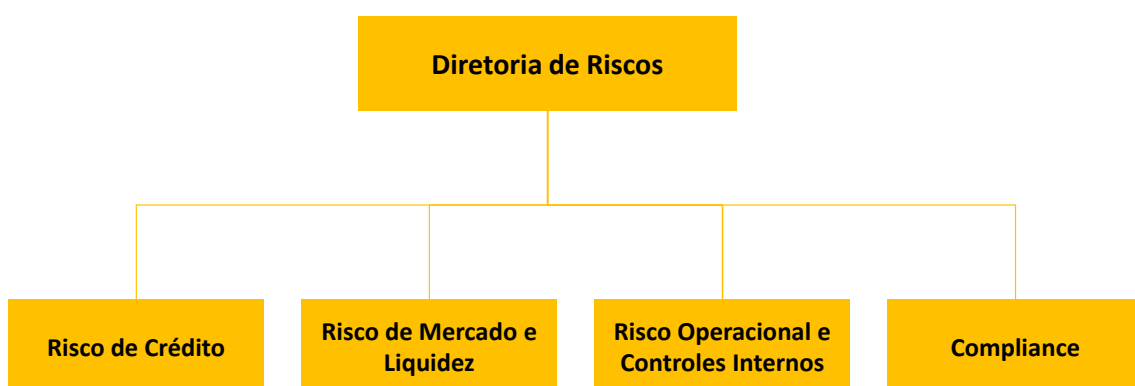 Diretoria de Riscos
Risco de Crédito
Risco de Mercado e
Liquidez
Risco Operacional e
Controles Internos
Compliance